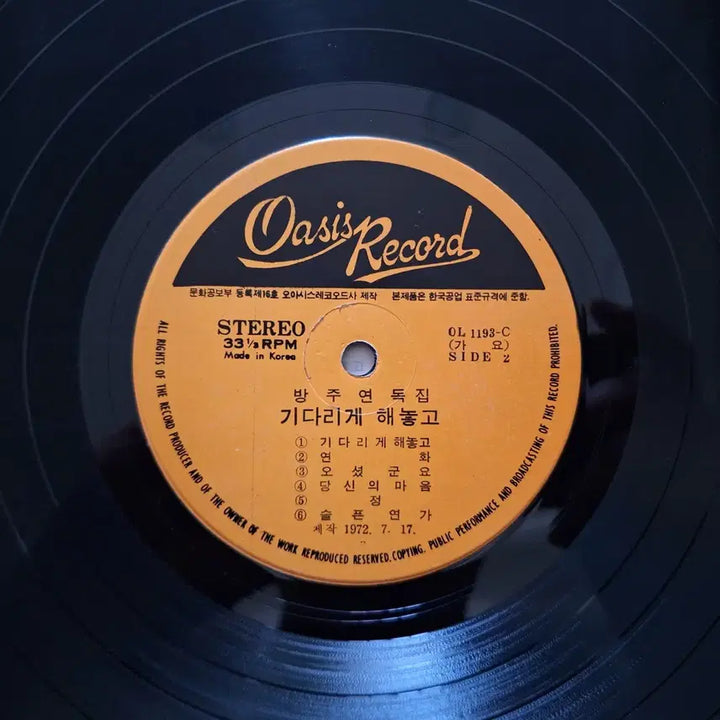 Oasis Record
문화공보부 등록제16호 오아시스레코오드사 제작 본제품은 한국공업 표준규격에 준함.
STEREO
33 1/3 RPM
Made in Korea
OL 1193-C
(가 요)
SIDE 2
방 주 연 독 집
기다리게 해놓고
① 기다리게해놓고
② 연 화
③ 오 셨 군 요
④ 당신의마음
⑤ 정
⑥ 슬픈연가
제작 1972. 7. 17.
ALL RIGHTS OF THE RECORD PRODUCER AND OF THE OWNER OF THE WORK REPRODUCED RESERVED. COPTING. PUBLIC PERFORMANCE AND BROADCASTING OF THIS RECORD PROHIBITED.